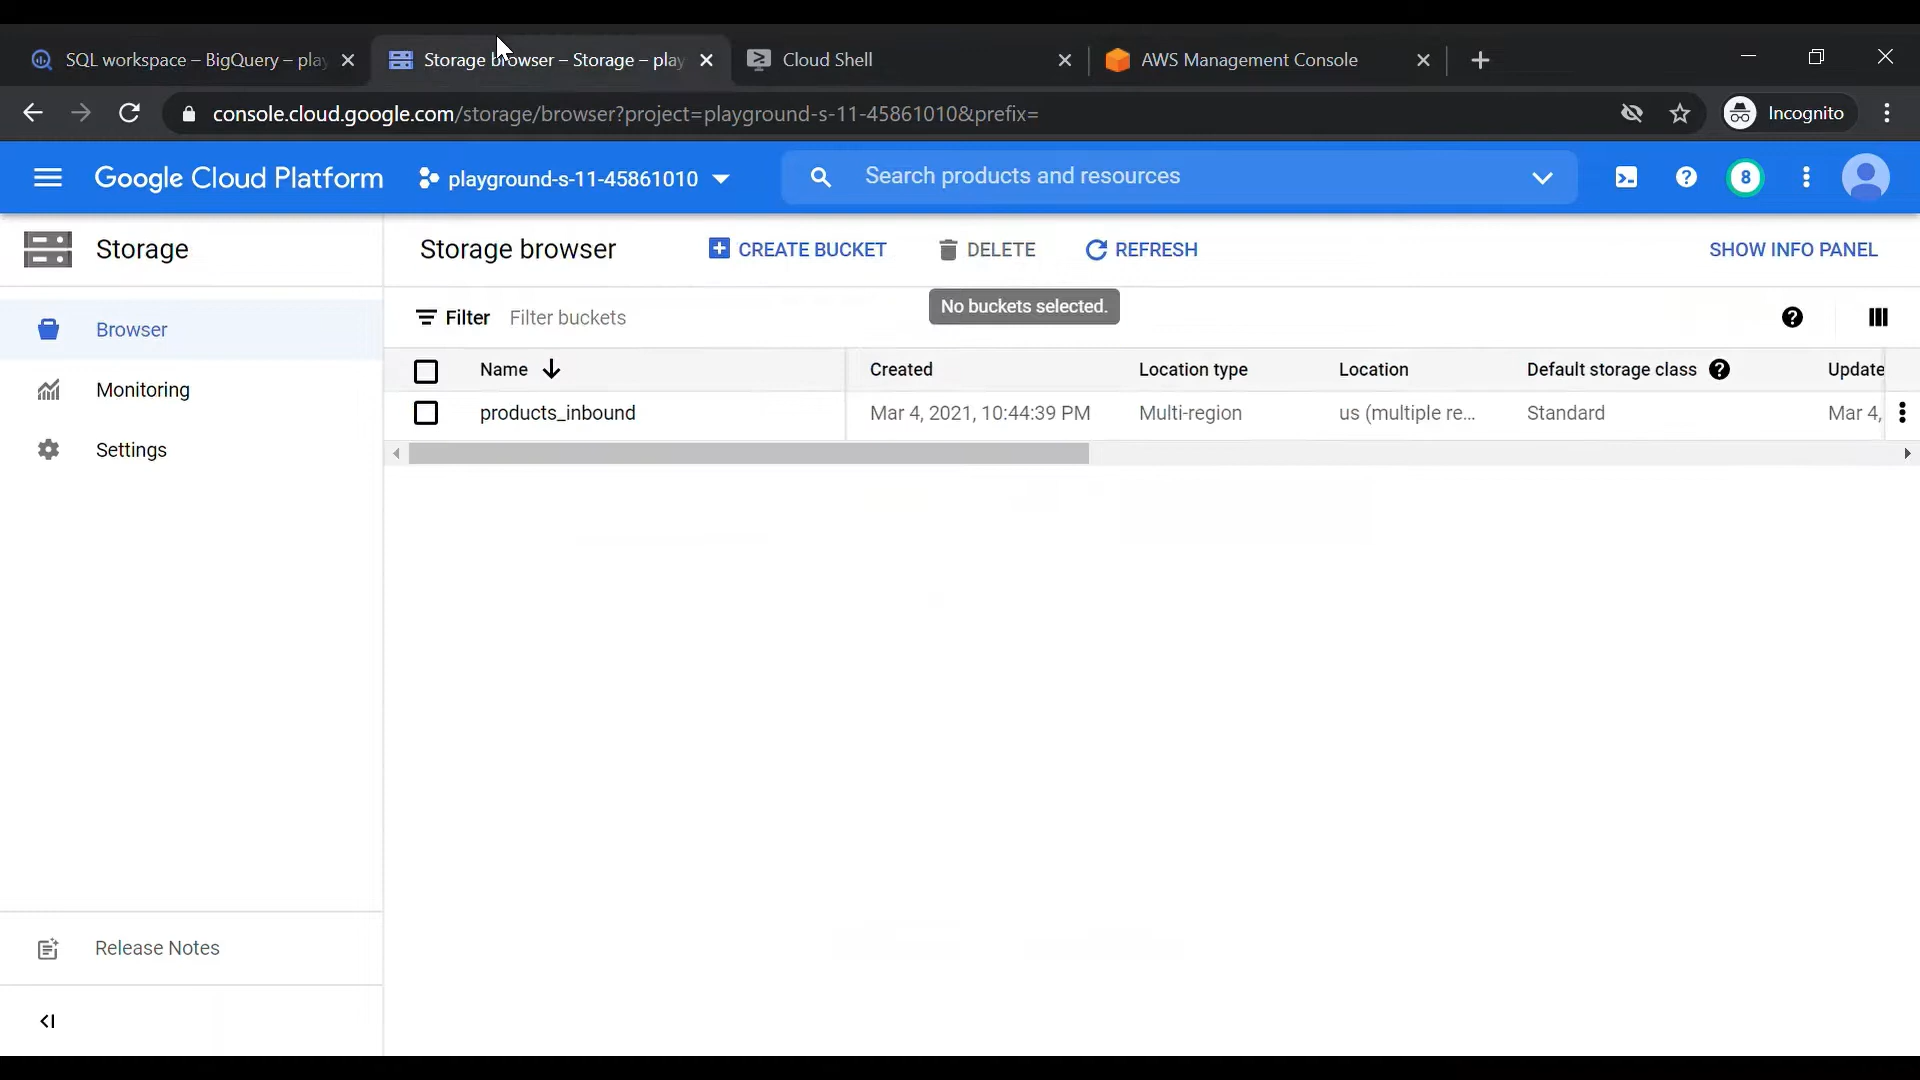 SQL workspace – BigQuery – play
Storage browser – Storage – play
Cloud Shell
AWS Management Console
console.cloud.google.com/storage/browser?project=playground-s-11-45861010&prefix=
Incognito
Google Cloud Platform
playground-s-11-45861010
Search products and resources
8
Storage
Storage browser
CREATE BUCKET
DELETE
REFRESH
SHOW INFO PANEL
Browser
Monitoring
Settings
Filter Filter buckets
No buckets selected.
Name Created Location type Location Default storage class Update
products_inbound Mar 4, 2021, 10:44:39 PM Multi-region us (multiple re... Standard Mar 4,
Release Notes